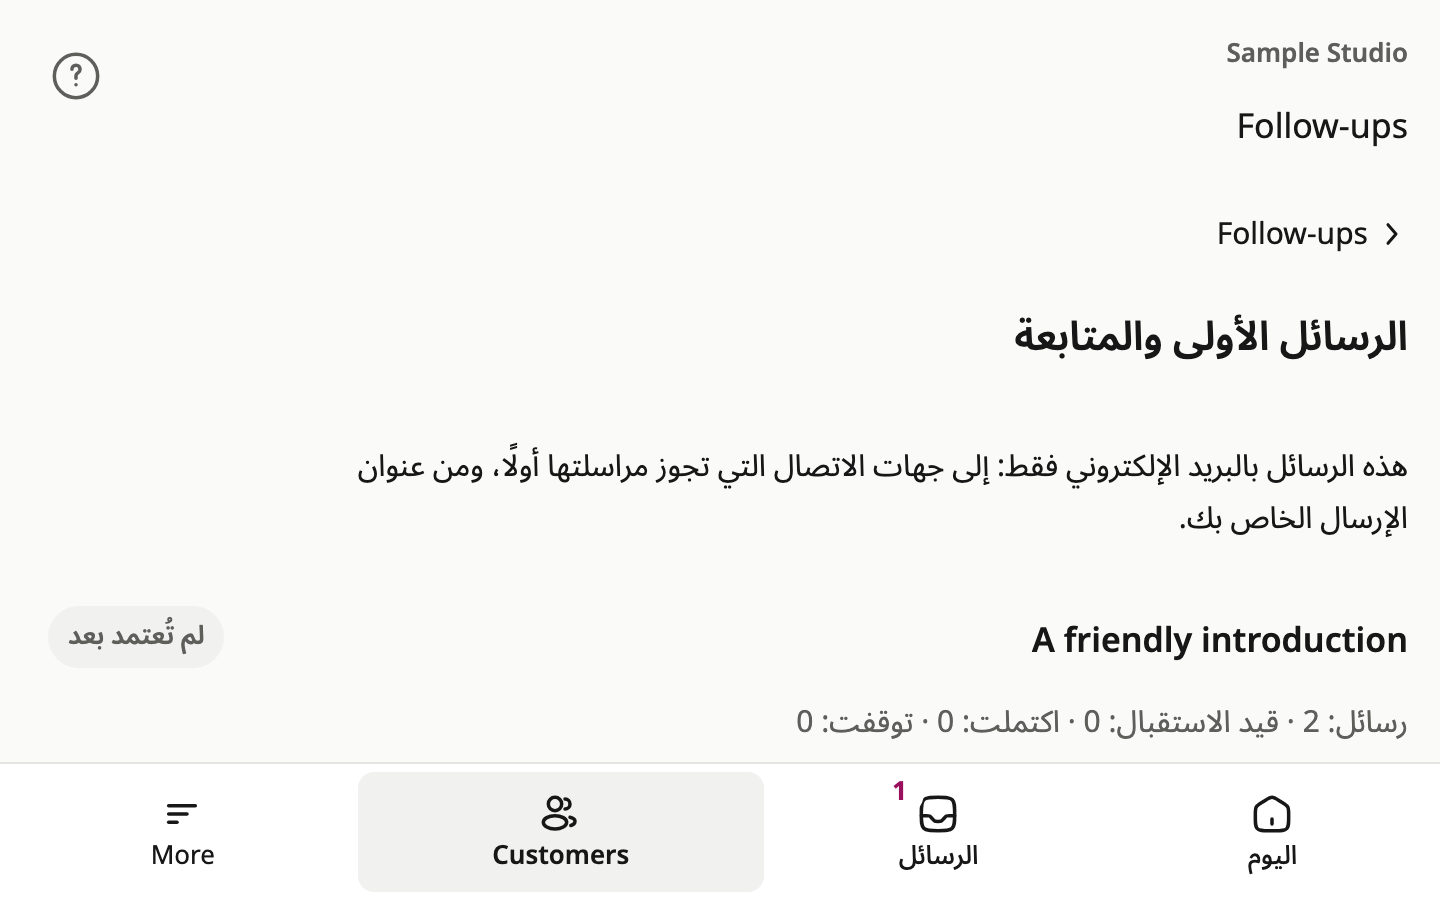 Sample Studio
Follow-ups
Follow-ups
الرسائل الأولى والمتابعة
هذه الرسائل بالبريد الإلكتروني فقط: إلى جهات الاتصال التي تجوز مراسلتها أولًا، ومن عنوان
الإرسال الخاص بك.
A friendly introduction
لم تُعتمد بعد
رسائل: 2 · قيد الاستقبال: 0 · اكتملت: 0 · توقفت: 0
اليوم
1
الرسائل
Customers
More